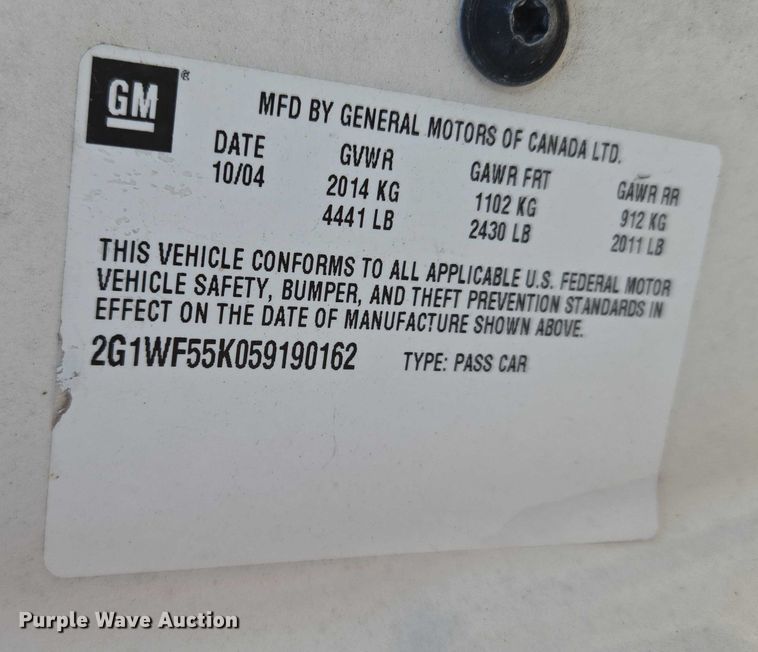 GM ®
MFD BY GENERAL MOTORS OF CANADA LTD.
DATE GVWR GAWR FRT GAWR RR
10/04 2014 KG 1102 KG 912 KG
4441 LB 2430 LB 2011 LB
THIS VEHICLE CONFORMS TO ALL APPLICABLE U.S. FEDERAL MOTOR
VEHICLE SAFETY, BUMPER, AND THEFT PREVENTION STANDARDS IN
EFFECT ON THE DATE OF MANUFACTURE SHOWN ABOVE.
2G1WF55K059190162 TYPE: PASS CAR
Purple Wave Auction